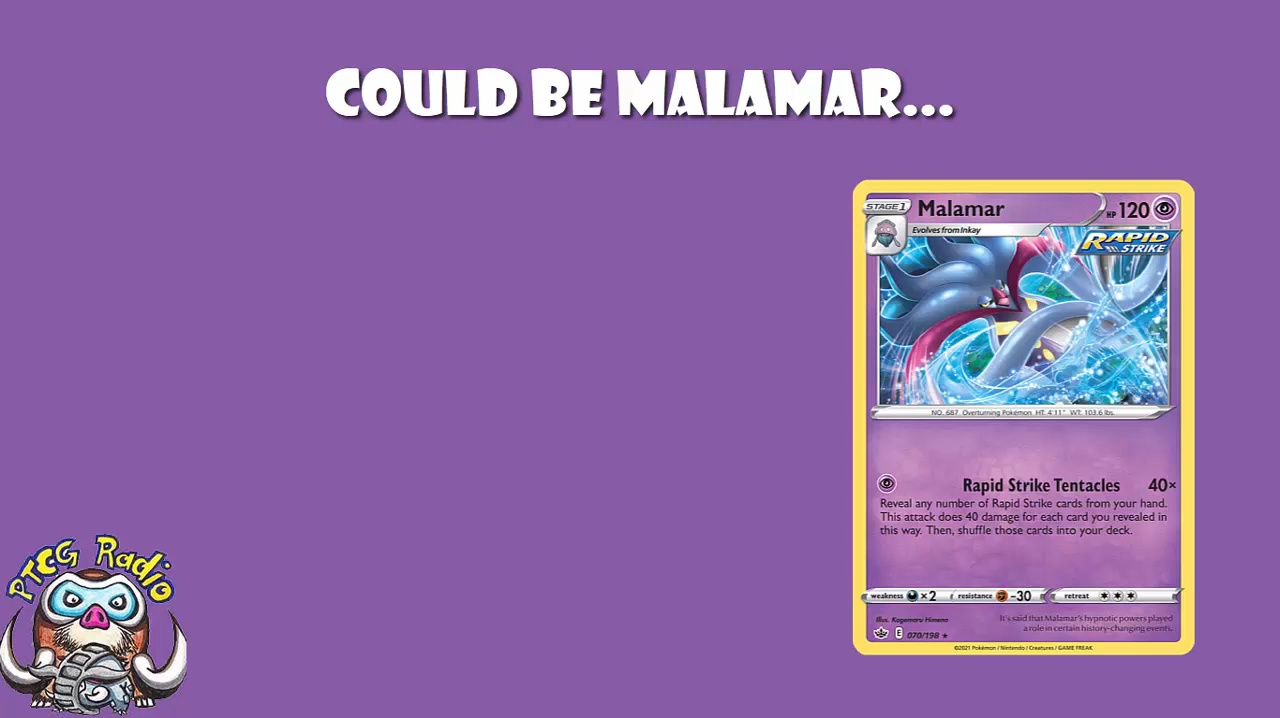 COULD BE MALAMAR...
STAGE 1
Malamar
HP 120
Evolves from Inkay
RAPID
STRIKE
NO. 687 Overturning Pokémon HT: 4'11" WT: 103.6 lbs.
Rapid Strike Tentacles 40×
Reveal any number of Rapid Strike cards from your hand.
This attack does 40 damage for each card you revealed in
this way. Then, shuffle those cards into your deck.
weakness ×2 resistance -30 retreat
Illus. Kagemaru Himeno
It's said that Malamar's hypnotic powers played
a role in certain history-changing events.
E 070/198 ★
©2021 Pokémon / Nintendo / Creatures / GAME FREAK
PTCG Radio